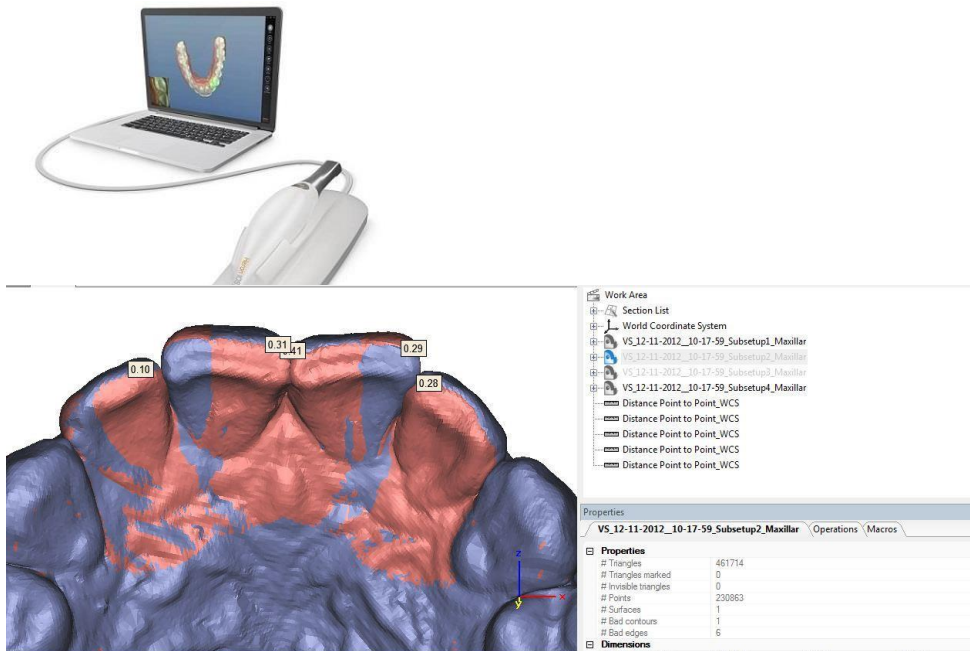 0.31
0.41
0.29
0.10
0.28
Work Area
Section List
World Coordinate System
VS_12-11-2012__10-17-59_Subsetup1_Maxillar
VS_12-11-2012__10-17-59_Subsetup2_Maxillar
VS_12-11-2012__10-17-59_Subsetup3_Maxillar
VS_12-11-2012__10-17-59_Subsetup4_Maxillar
Distance Point to Point_WCS
Distance Point to Point_WCS
Distance Point to Point_WCS
Distance Point to Point_WCS
Distance Point to Point_WCS
z
x
y
Properties
VS_12-11-2012__10-17-59_Subsetup2_Maxillar Operations Macros
Properties
# Triangles 461714
# Triangles marked 0
# Invisible triangles 0
# Points 230863
# Surfaces 1
# Bad contours 1
# Bad edges 6
Dimensions